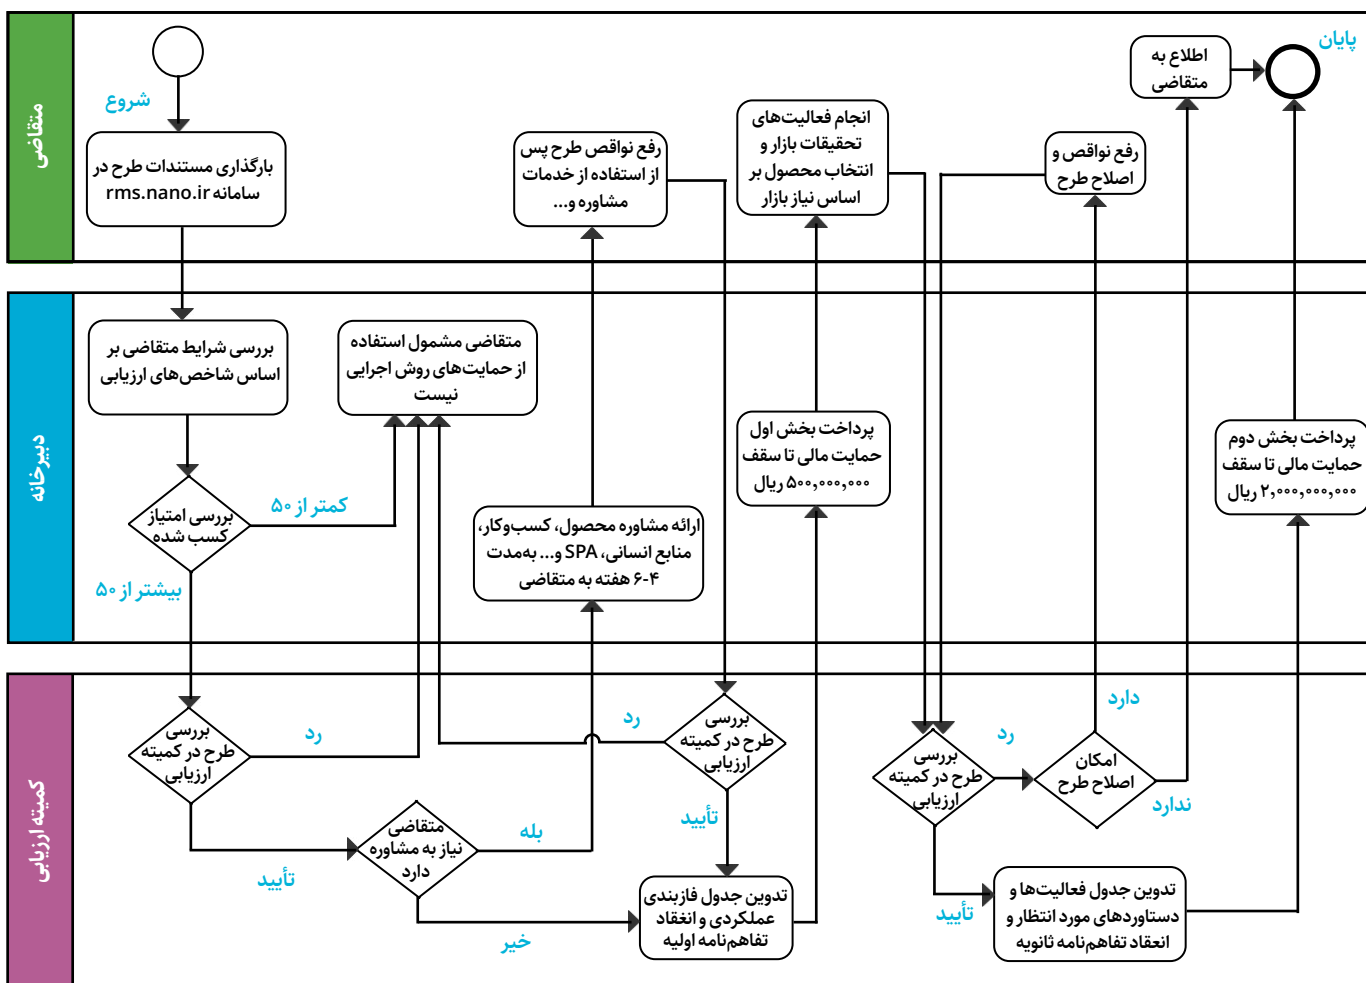 متقاضی
شروع
بارگذاری مستندات طرح در
سامانه rms.nano.ir
رفع نواقص طرح پس
از استفاده از خدمات
مشاوره و...
انجام فعالیت‌های
تحقیقات بازار و
انتخاب محصول بر
اساس نیاز بازار
رفع نواقص و
اصلاح طرح
اطلاع به
متقاضی
پایان
دبیرخانه
بررسی شرایط متقاضی بر
اساس شاخص‌های ارزیابی
متقاضی مشمول استفاده
از حمایت‌های روش اجرایی
نیست
بررسی امتیاز
کسب شده
کمتر از ۵۰
بیشتر از ۵۰
ارائه مشاوره محصول، کسب‌وکار،
منابع انسانی، SPA و... به‌مدت
۶-۴ هفته به متقاضی
پرداخت بخش اول
حمایت مالی تا سقف
۵۰۰,۰۰۰,۰۰۰ ریال
پرداخت بخش دوم
حمایت مالی تا سقف
۲,۰۰۰,۰۰۰,۰۰۰ ریال
کمیته ارزیابی
بررسی
طرح در کمیته
ارزیابی
رد
تأیید
متقاضی
نیاز به مشاوره
دارد
بله
خیر
بررسی
طرح در کمیته
ارزیابی
رد
تأیید
تدوین جدول فازبندی
عملکردی و انعقاد
تفاهم‌نامه اولیه
بررسی
طرح در کمیته
ارزیابی
رد
تأیید
امکان
اصلاح طرح
دارد
ندارد
تدوین جدول فعالیت‌ها و
دستاوردهای مورد انتظار و
انعقاد تفاهم‌نامه ثانویه